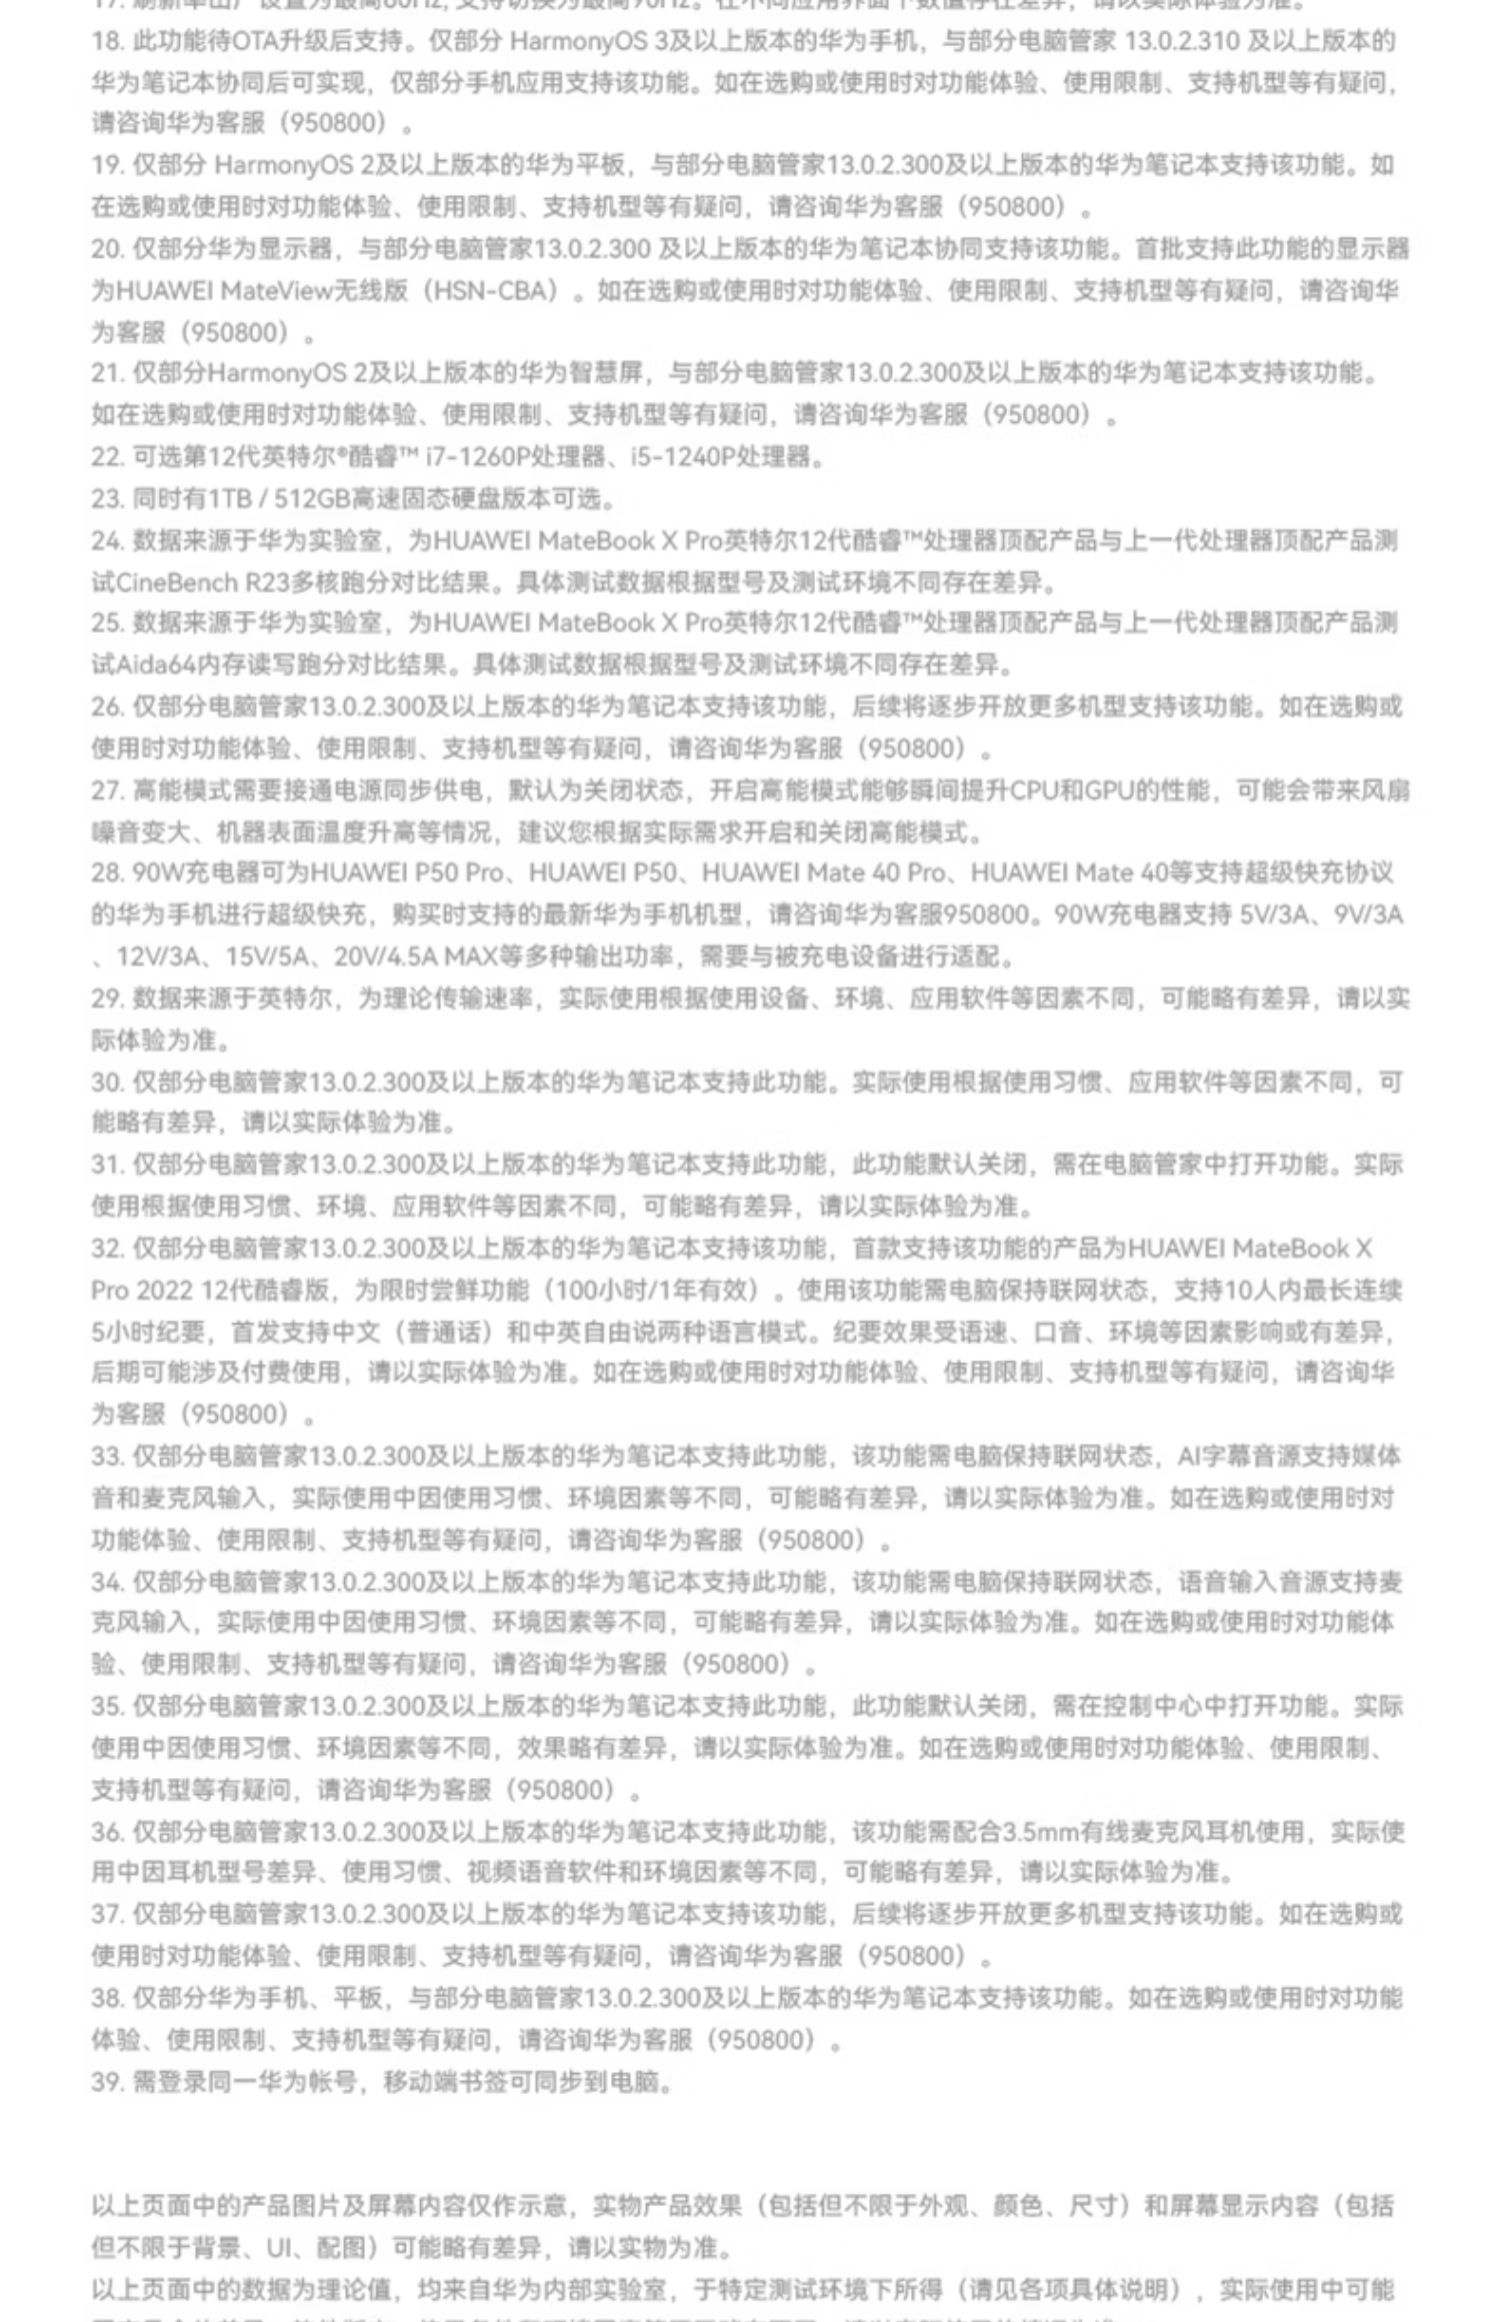 17. 刷新率出厂设置为最高60Hz, 支持切换为最高90Hz。在不同应用界面下数值存在差异，请以实际体验为准。
18. 此功能待OTA升级后支持。仅部分 HarmonyOS 3及以上版本的华为手机，与部分电脑管家 13.0.2.310 及以上版本的
华为笔记本协同后可实现，仅部分手机应用支持该功能。如在选购或使用时对功能体验、使用限制、支持机型等有疑问，
请咨询华为客服（950800）。
19. 仅部分 HarmonyOS 2及以上版本的华为平板，与部分电脑管家13.0.2.300及以上版本的华为笔记本支持该功能。如
在选购或使用时对功能体验、使用限制、支持机型等有疑问，请咨询华为客服（950800）。
20. 仅部分华为显示器，与部分电脑管家13.0.2.300 及以上版本的华为笔记本协同支持该功能。首批支持此功能的显示器
为HUAWEI MateView无线版（HSN-CBA）。如在选购或使用时对功能体验、使用限制、支持机型等有疑问，请咨询华
为客服（950800）。
21. 仅部分HarmonyOS 2及以上版本的华为智慧屏，与部分电脑管家13.0.2.300及以上版本的华为笔记本支持该功能。
如在选购或使用时对功能体验、使用限制、支持机型等有疑问，请咨询华为客服（950800）。
22. 可选第12代英特尔®酷睿™ i7-1260P处理器、i5-1240P处理器。
23. 同时有1TB / 512GB高速固态硬盘版本可选。
24. 数据来源于华为实验室，为HUAWEI MateBook X Pro英特尔12代酷睿™处理器顶配产品与上一代处理器顶配产品测
试CineBench R23多核跑分对比结果。具体测试数据根据型号及测试环境不同存在差异。
25. 数据来源于华为实验室，为HUAWEI MateBook X Pro英特尔12代酷睿™处理器顶配产品与上一代处理器顶配产品测
试Aida64内存读写跑分对比结果。具体测试数据根据型号及测试环境不同存在差异。
26. 仅部分电脑管家13.0.2.300及以上版本的华为笔记本支持该功能，后续将逐步开放更多机型支持该功能。如在选购或
使用时对功能体验、使用限制、支持机型等有疑问，请咨询华为客服（950800）。
27. 高能模式需要接通电源同步供电，默认为关闭状态，开启高能模式能够瞬间提升CPU和GPU的性能，可能会带来风扇
噪音变大、机器表面温度升高等情况，建议您根据实际需求开启和关闭高能模式。
28. 90W充电器可为HUAWEI P50 Pro、HUAWEI P50、HUAWEI Mate 40 Pro、HUAWEI Mate 40等支持超级快充协议
的华为手机进行超级快充，购买时支持的最新华为手机机型，请咨询华为客服950800。90W充电器支持 5V/3A、9V/3A
、12V/3A、15V/5A、20V/4.5A MAX等多种输出功率，需要与被充电设备进行适配。
29. 数据来源于英特尔，为理论传输速率，实际使用根据使用设备、环境、应用软件等因素不同，可能略有差异，请以实
际体验为准。
30. 仅部分电脑管家13.0.2.300及以上版本的华为笔记本支持此功能。实际使用根据使用习惯、应用软件等因素不同，可
能略有差异，请以实际体验为准。
31. 仅部分电脑管家13.0.2.300及以上版本的华为笔记本支持此功能，此功能默认关闭，需在电脑管家中打开功能。实际
使用根据使用习惯、环境、应用软件等因素不同，可能略有差异，请以实际体验为准。
32. 仅部分电脑管家13.0.2.300及以上版本的华为笔记本支持该功能，首款支持该功能的产品为HUAWEI MateBook X
Pro 2022 12代酷睿版，为限时尝鲜功能（100小时/1年有效）。使用该功能需电脑保持联网状态，支持10人内最长连续
5小时纪要，首发支持中文（普通话）和中英自由说两种语言模式。纪要效果受语速、口音、环境等因素影响或有差异，
后期可能涉及付费使用，请以实际体验为准。如在选购或使用时对功能体验、使用限制、支持机型等有疑问，请咨询华
为客服（950800）。
33. 仅部分电脑管家13.0.2.300及以上版本的华为笔记本支持此功能，该功能需电脑保持联网状态，AI字幕音源支持媒体
音和麦克风输入，实际使用中因使用习惯、环境因素等不同，可能略有差异，请以实际体验为准。如在选购或使用时对
功能体验、使用限制、支持机型等有疑问，请咨询华为客服（950800）。
34. 仅部分电脑管家13.0.2.300及以上版本的华为笔记本支持此功能，该功能需电脑保持联网状态，语音输入音源支持麦
克风输入，实际使用中因使用习惯、环境因素等不同，可能略有差异，请以实际体验为准。如在选购或使用时对功能体
验、使用限制、支持机型等有疑问，请咨询华为客服（950800）。
35. 仅部分电脑管家13.0.2.300及以上版本的华为笔记本支持此功能，此功能默认关闭，需在控制中心中打开功能。实际
使用中因使用习惯、环境因素等不同，效果略有差异，请以实际体验为准。如在选购或使用时对功能体验、使用限制、
支持机型等有疑问，请咨询华为客服（950800）。
36. 仅部分电脑管家13.0.2.300及以上版本的华为笔记本支持此功能，该功能需配合3.5mm有线麦克风耳机使用，实际使
用中因耳机型号差异、使用习惯、视频语音软件和环境因素等不同，可能略有差异，请以实际体验为准。
37. 仅部分电脑管家13.0.2.300及以上版本的华为笔记本支持该功能，后续将逐步开放更多机型支持该功能。如在选购或
使用时对功能体验、使用限制、支持机型等有疑问，请咨询华为客服（950800）。
38. 仅部分华为手机、平板，与部分电脑管家13.0.2.300及以上版本的华为笔记本支持该功能。如在选购或使用时对功能
体验、使用限制、支持机型等有疑问，请咨询华为客服（950800）。
39. 需登录同一华为帐号，移动端书签可同步到电脑。
以上页面中的产品图片及屏幕内容仅作示意，实物产品效果（包括但不限于外观、颜色、尺寸）和屏幕显示内容（包括
但不限于背景、UI、配图）可能略有差异，请以实物为准。
以上页面中的数据为理论值，均来自华为内部实验室，于特定测试环境下所得（请见各项具体说明），实际使用中可能